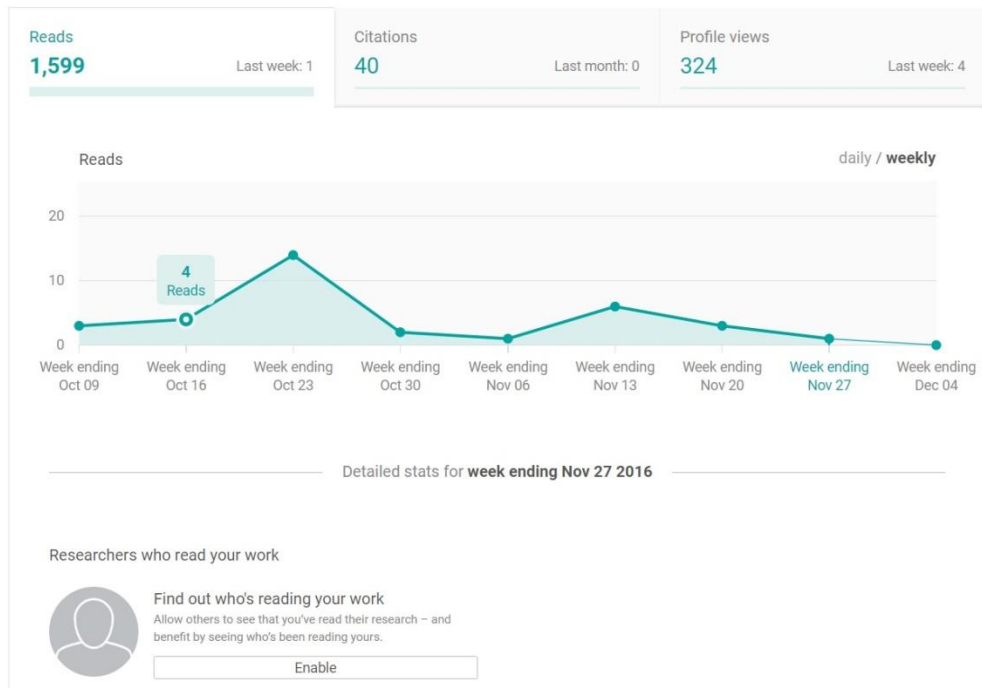 Reads
1,599 Last week: 1
Citations
40 Last month: 0
Profile views
324 Last week: 4
Reads daily / weekly
20
10
0
4
Reads
Week ending
Oct 09
Week ending
Oct 16
Week ending
Oct 23
Week ending
Oct 30
Week ending
Nov 06
Week ending
Nov 13
Week ending
Nov 20
Week ending
Nov 27
Week ending
Dec 04
Detailed stats for week ending Nov 27 2016
Researchers who read your work
Find out who's reading your work
Allow others to see that you've read their research – and
benefit by seeing who's been reading yours.
Enable